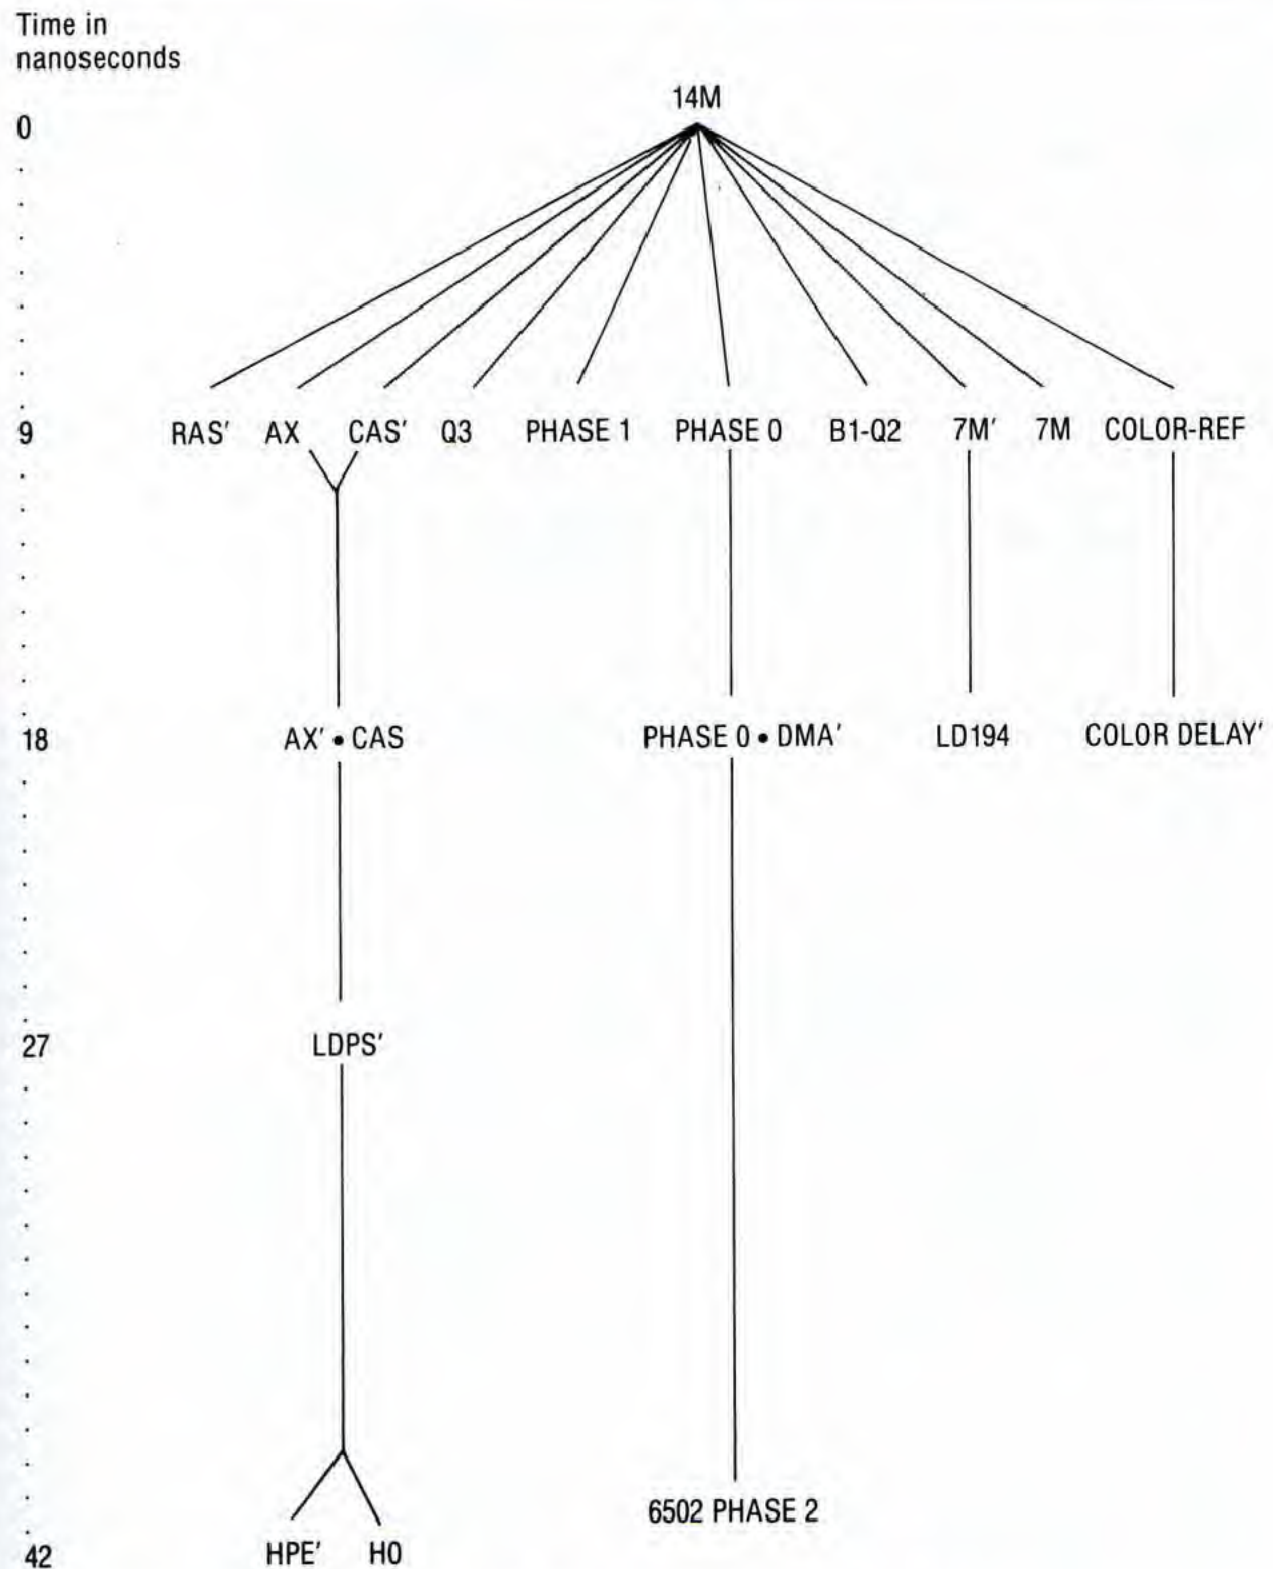 Time in
nanoseconds
14M
0
9 RAS' AX CAS' Q3 PHASE 1 PHASE 0 B1-Q2 7M' 7M COLOR-REF
18 AX' • CAS PHASE 0 • DMA' LD194 COLOR DELAY'
27 LDPS'
6502 PHASE 2
42 HPE' H0